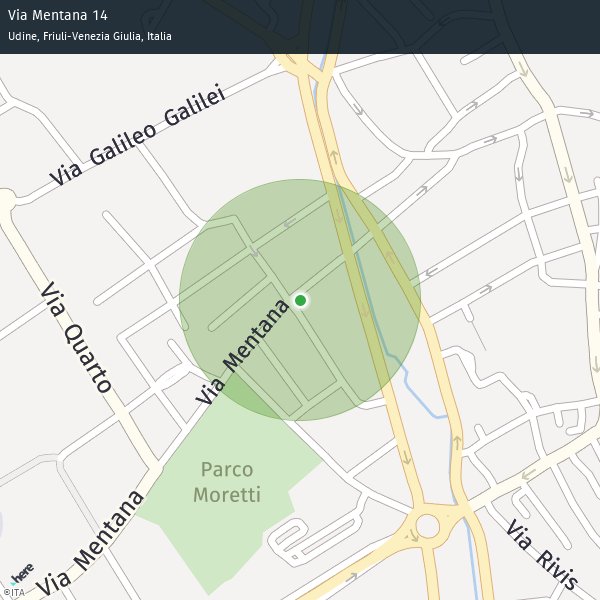 Via Mentana 14
Udine, Friuli-Venezia Giulia, Italia
Via Galileo Galilei
Via Quarto
Via Mentana
Parco
Moretti
Via Mentana
Via Rivis
here
©ITA